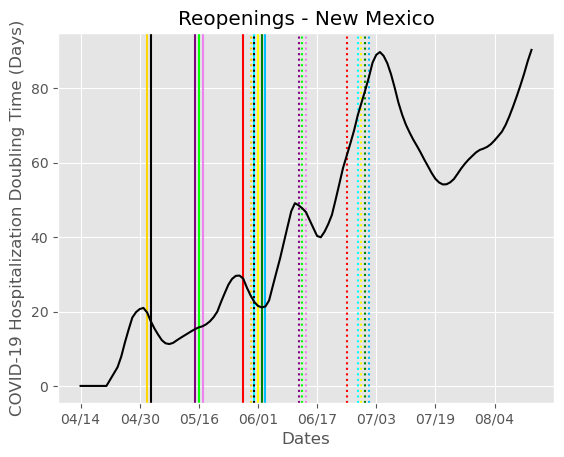 Reopenings - New Mexico
COVID-19 Hospitalization Doubling Time (Days)
80
60
40
20
0
04/14 04/30 05/16 06/01 06/17 07/03 07/19 08/04
Dates